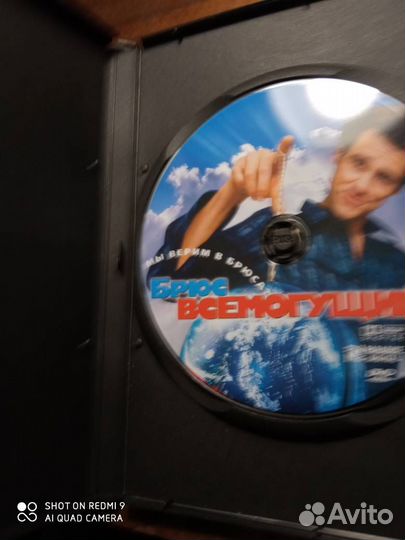 МЫ ВЕРИМ В БРЮСА
БРЮС
ВСЕМОГУЩИЙ
SHOT ON REDMI 9
AI QUAD CAMERA
Avito